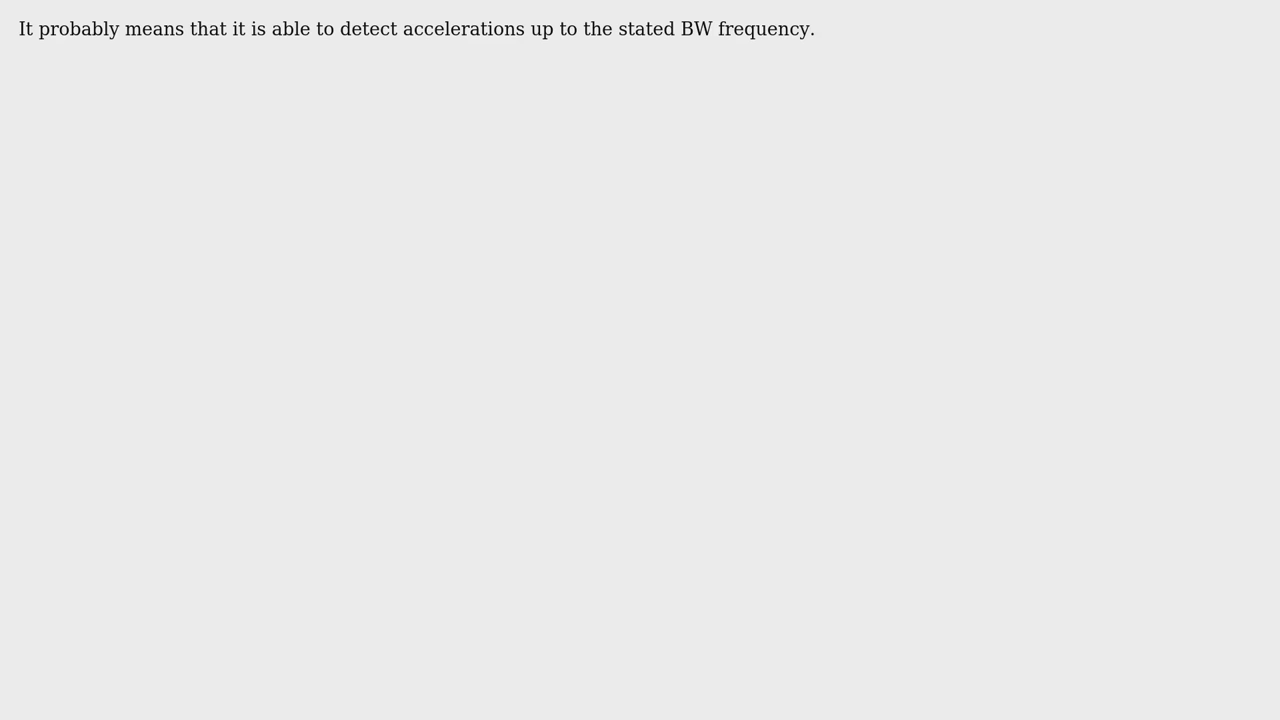 It probably means that it is able to detect accelerations up to the stated BW frequency.